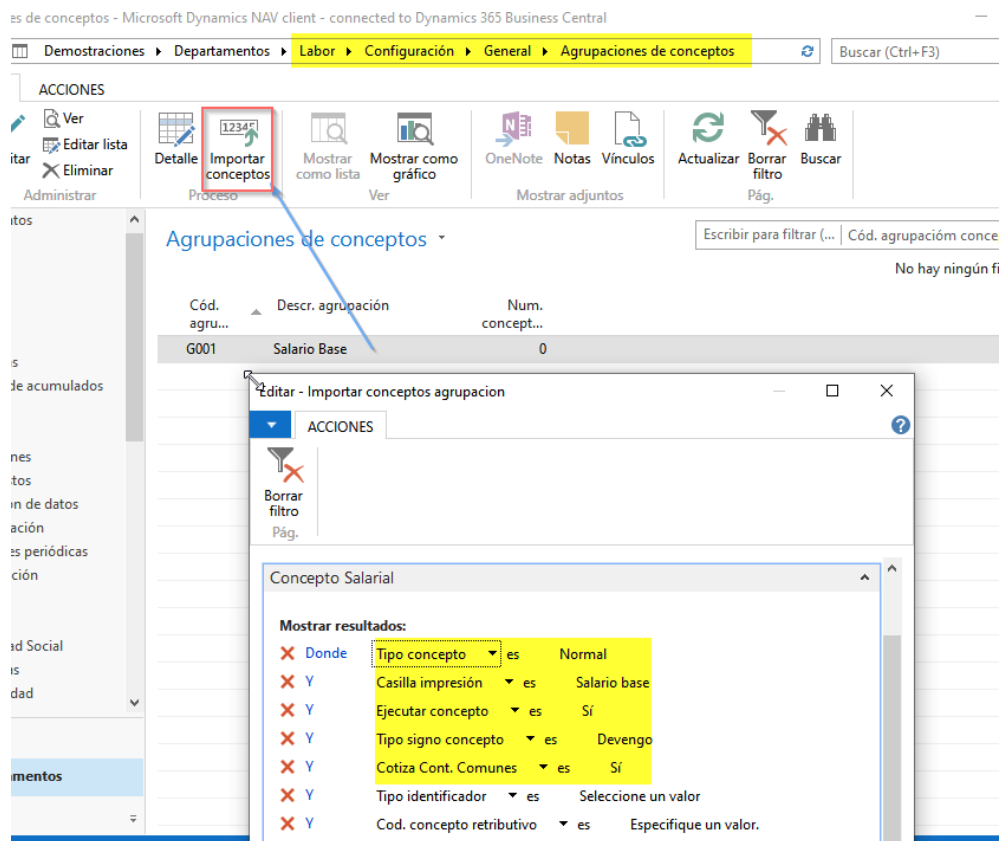 es de conceptos - Microsoft Dynamics NAV client - connected to Dynamics 365 Business Central
Demostraciones Departamentos Labor Configuración General Agrupaciones de conceptos Buscar (Ctrl+F3)
ACCIONES
Ver
Editar lista
Eliminar
itar
Administrar
Detalle
Importar
conceptos
Proceso
Mostrar
como lista
Mostrar como
gráfico
Ver
OneNote
Notas
Vínculos
Mostrar adjuntos
Actualizar
Borrar
filtro
Buscar
Pág.
ntos
s
de acumulados
nes
tos
on de datos
ación
es periódicas
ción
ad Social
as
dad
amentos
Agrupaciones de conceptos
Escribir para filtrar (... Cód. agrupacióm conce
No hay ningún fi
Cód.
agru...
Descr. agrupación
Num.
concept...
G001 Salario Base 0
Editar - Importar conceptos agrupacion
ACCIONES
Borrar
filtro
Pág.
Concepto Salarial
Mostrar resultados:
Donde Tipo concepto es Normal
Y Casilla impresión es Salario base
Y Ejecutar concepto es Sí
Y Tipo signo concepto es Devengo
Y Cotiza Cont. Comunes es Sí
Y Tipo identificador es Seleccione un valor
Y Cod. concepto retributivo es Especifique un valor.